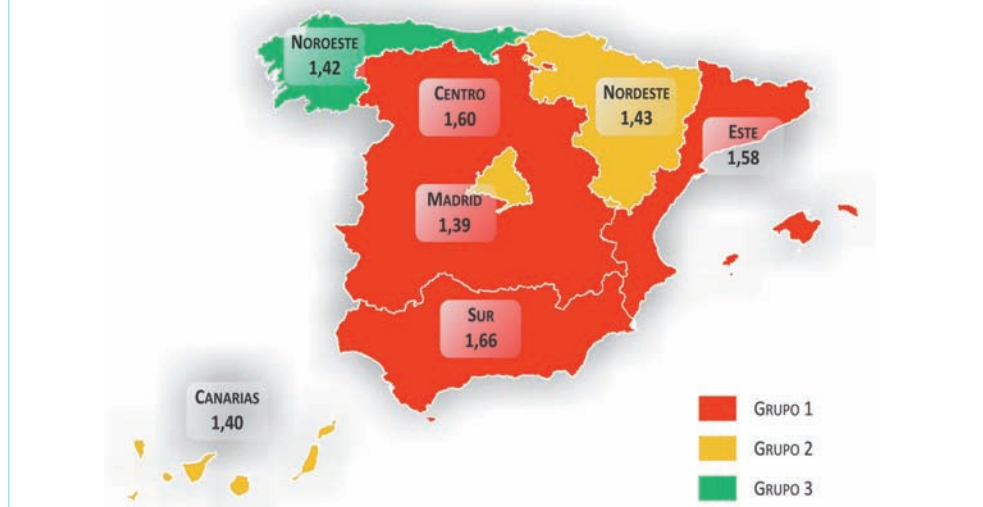 NOROESTE
1,42
CENTRO
1,60
NORDESTE
1,43
ESTE
1,58
MADRID
1,39
SUR
1,66
CANARIAS
1,40
GRUPO 1
GRUPO 2
GRUPO 3